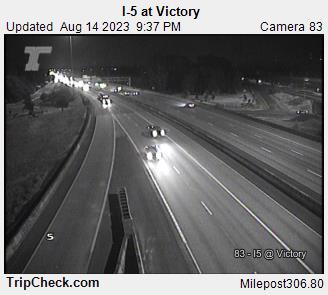 I-5 at Victory
Updated Aug 14 2023 9:37 PM Camera 83
T
S
83 - I5 @ Victory
TripCheck.com Milepost306.80